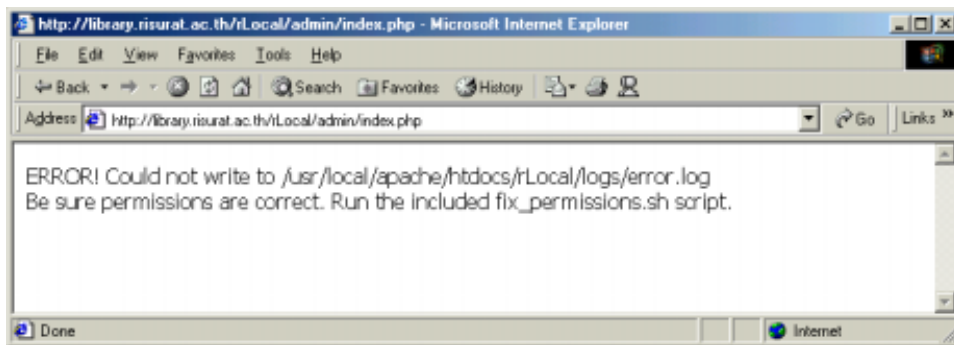 http://library.risurat.ac.th/rLocal/admin/index.php - Microsoft Internet Explorer
File Edit View Favorites Tools Help
Back Search Favorites History
Address http://library.risurat.ac.th/rLocal/admin/index.php Go Links »
ERROR! Could not write to /usr/local/apache/htdocs/rLocal/logs/error.log
Be sure permissions are correct. Run the included fix_permissions.sh script.
Done Internet